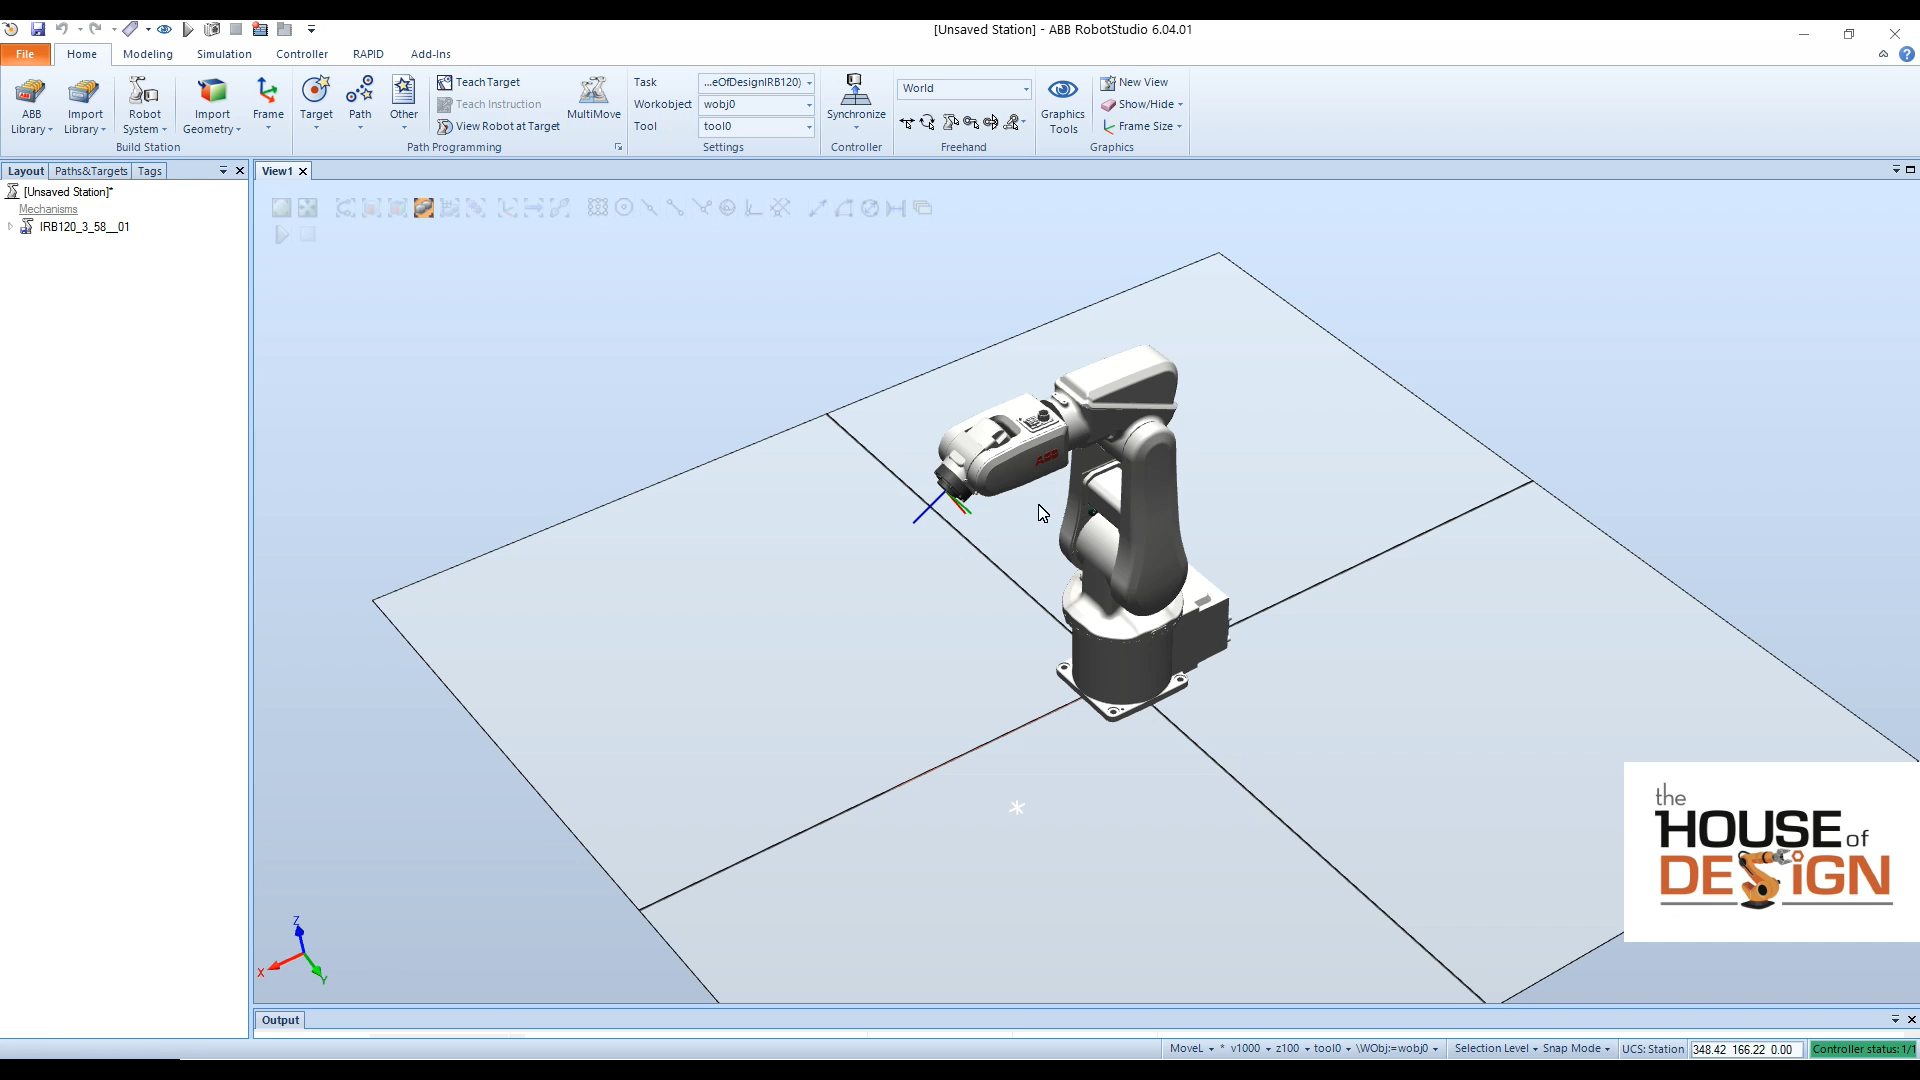 [Unsaved Station] - ABB RobotStudio 6.04.01
File Home Modeling Simulation Controller RAPID Add-Ins
ABB Library
Import Library
Robot System
Import Geometry
Frame
Build Station
Target
Path
Other
Teach Target
Teach Instruction
View Robot at Target
MultiMove
Path Programming
Task ...eOfDesignIRB120)
Workobject wobj0
Tool tool0
Settings
Synchronize
Controller
World
Freehand
Graphics Tools
New View
Show/Hide
Frame Size
Graphics
Layout Paths&Targets Tags
View1
[Unsaved Station]*
Mechanisms
IRB120_3_58__01
ABB
Z
X
Y
the
HOUSE of
DESiGN
Output
MoveL * v1000 z100 tool0 \WObj:=wobj0 Selection Level Snap Mode UCS: Station 348.42 166.22 0.00 Controller status: 1/1